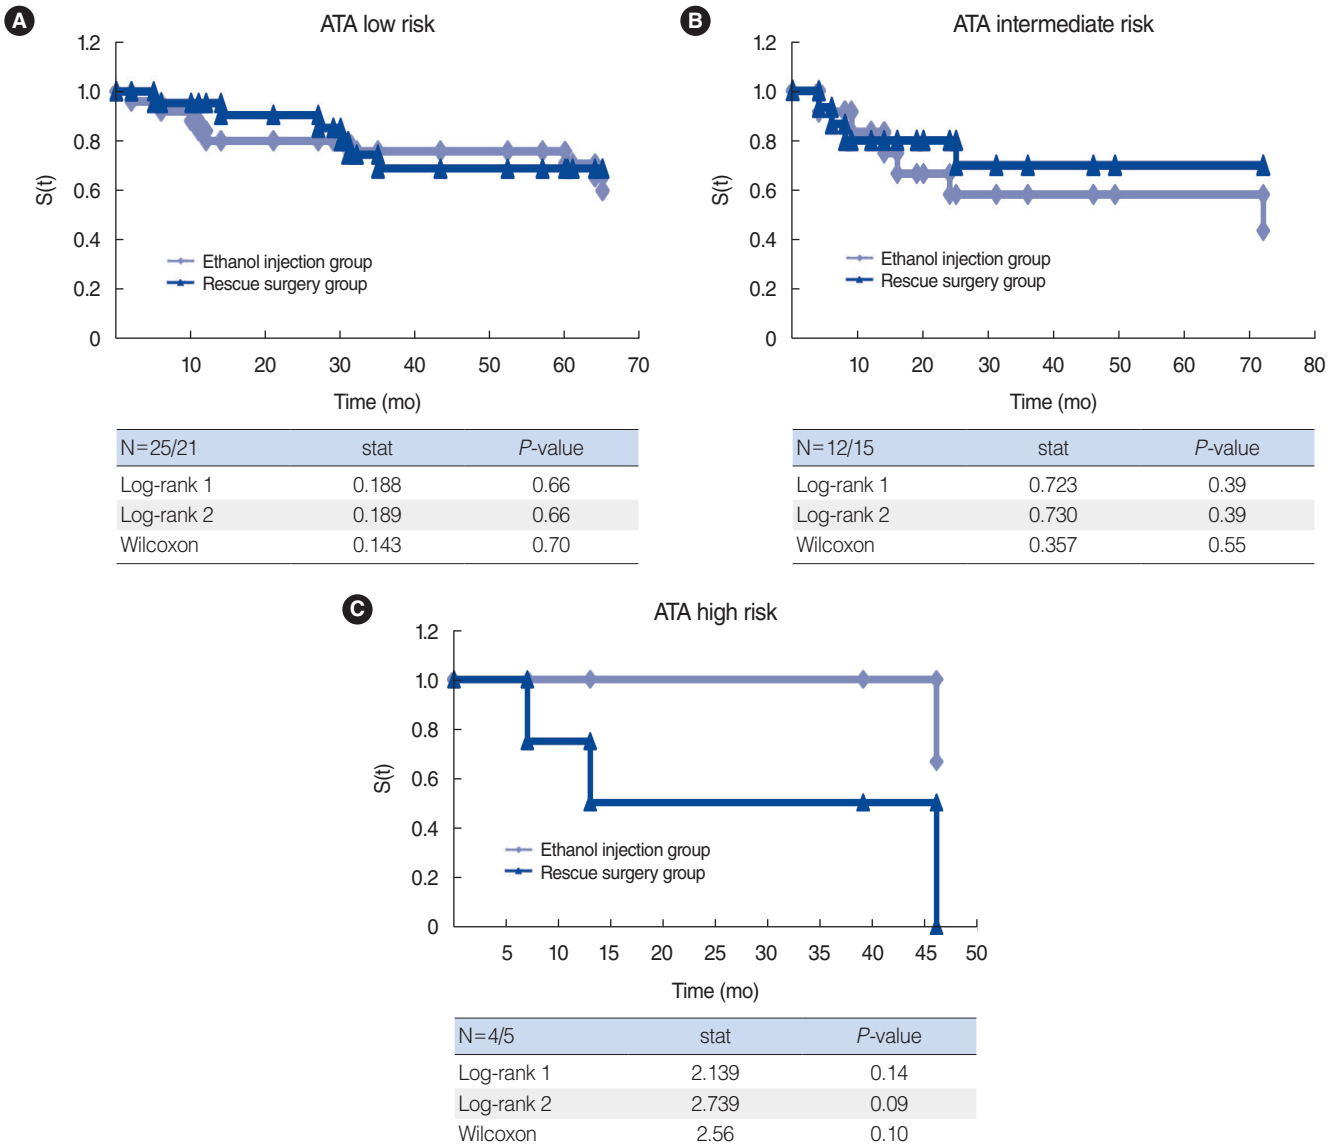 A
ATA low risk
1.2
1.0
0.8
0.6
0.4
0.2
0
S(t)
Ethanol injection group
Rescue surgery group
10 20 30 40 50 60 70
Time (mo)
N=25/21 stat P-value
Log-rank 1 0.188 0.66
Log-rank 2 0.189 0.66
Wilcoxon 0.143 0.70
B
ATA intermediate risk
1.2
1.0
0.8
0.6
0.4
0.2
0
S(t)
Ethanol injection group
Rescue surgery group
10 20 30 40 50 60 70 80
Time (mo)
N=12/15 stat P-value
Log-rank 1 0.723 0.39
Log-rank 2 0.730 0.39
Wilcoxon 0.357 0.55
C
ATA high risk
1.2
1.0
0.8
0.6
0.4
0.2
0
S(t)
Ethanol injection group
Rescue surgery group
5 10 15 20 25 30 35 40 45 50
Time (mo)
N=4/5 stat P-value
Log-rank 1 2.139 0.14
Log-rank 2 2.739 0.09
Wilcoxon 2.56 0.10